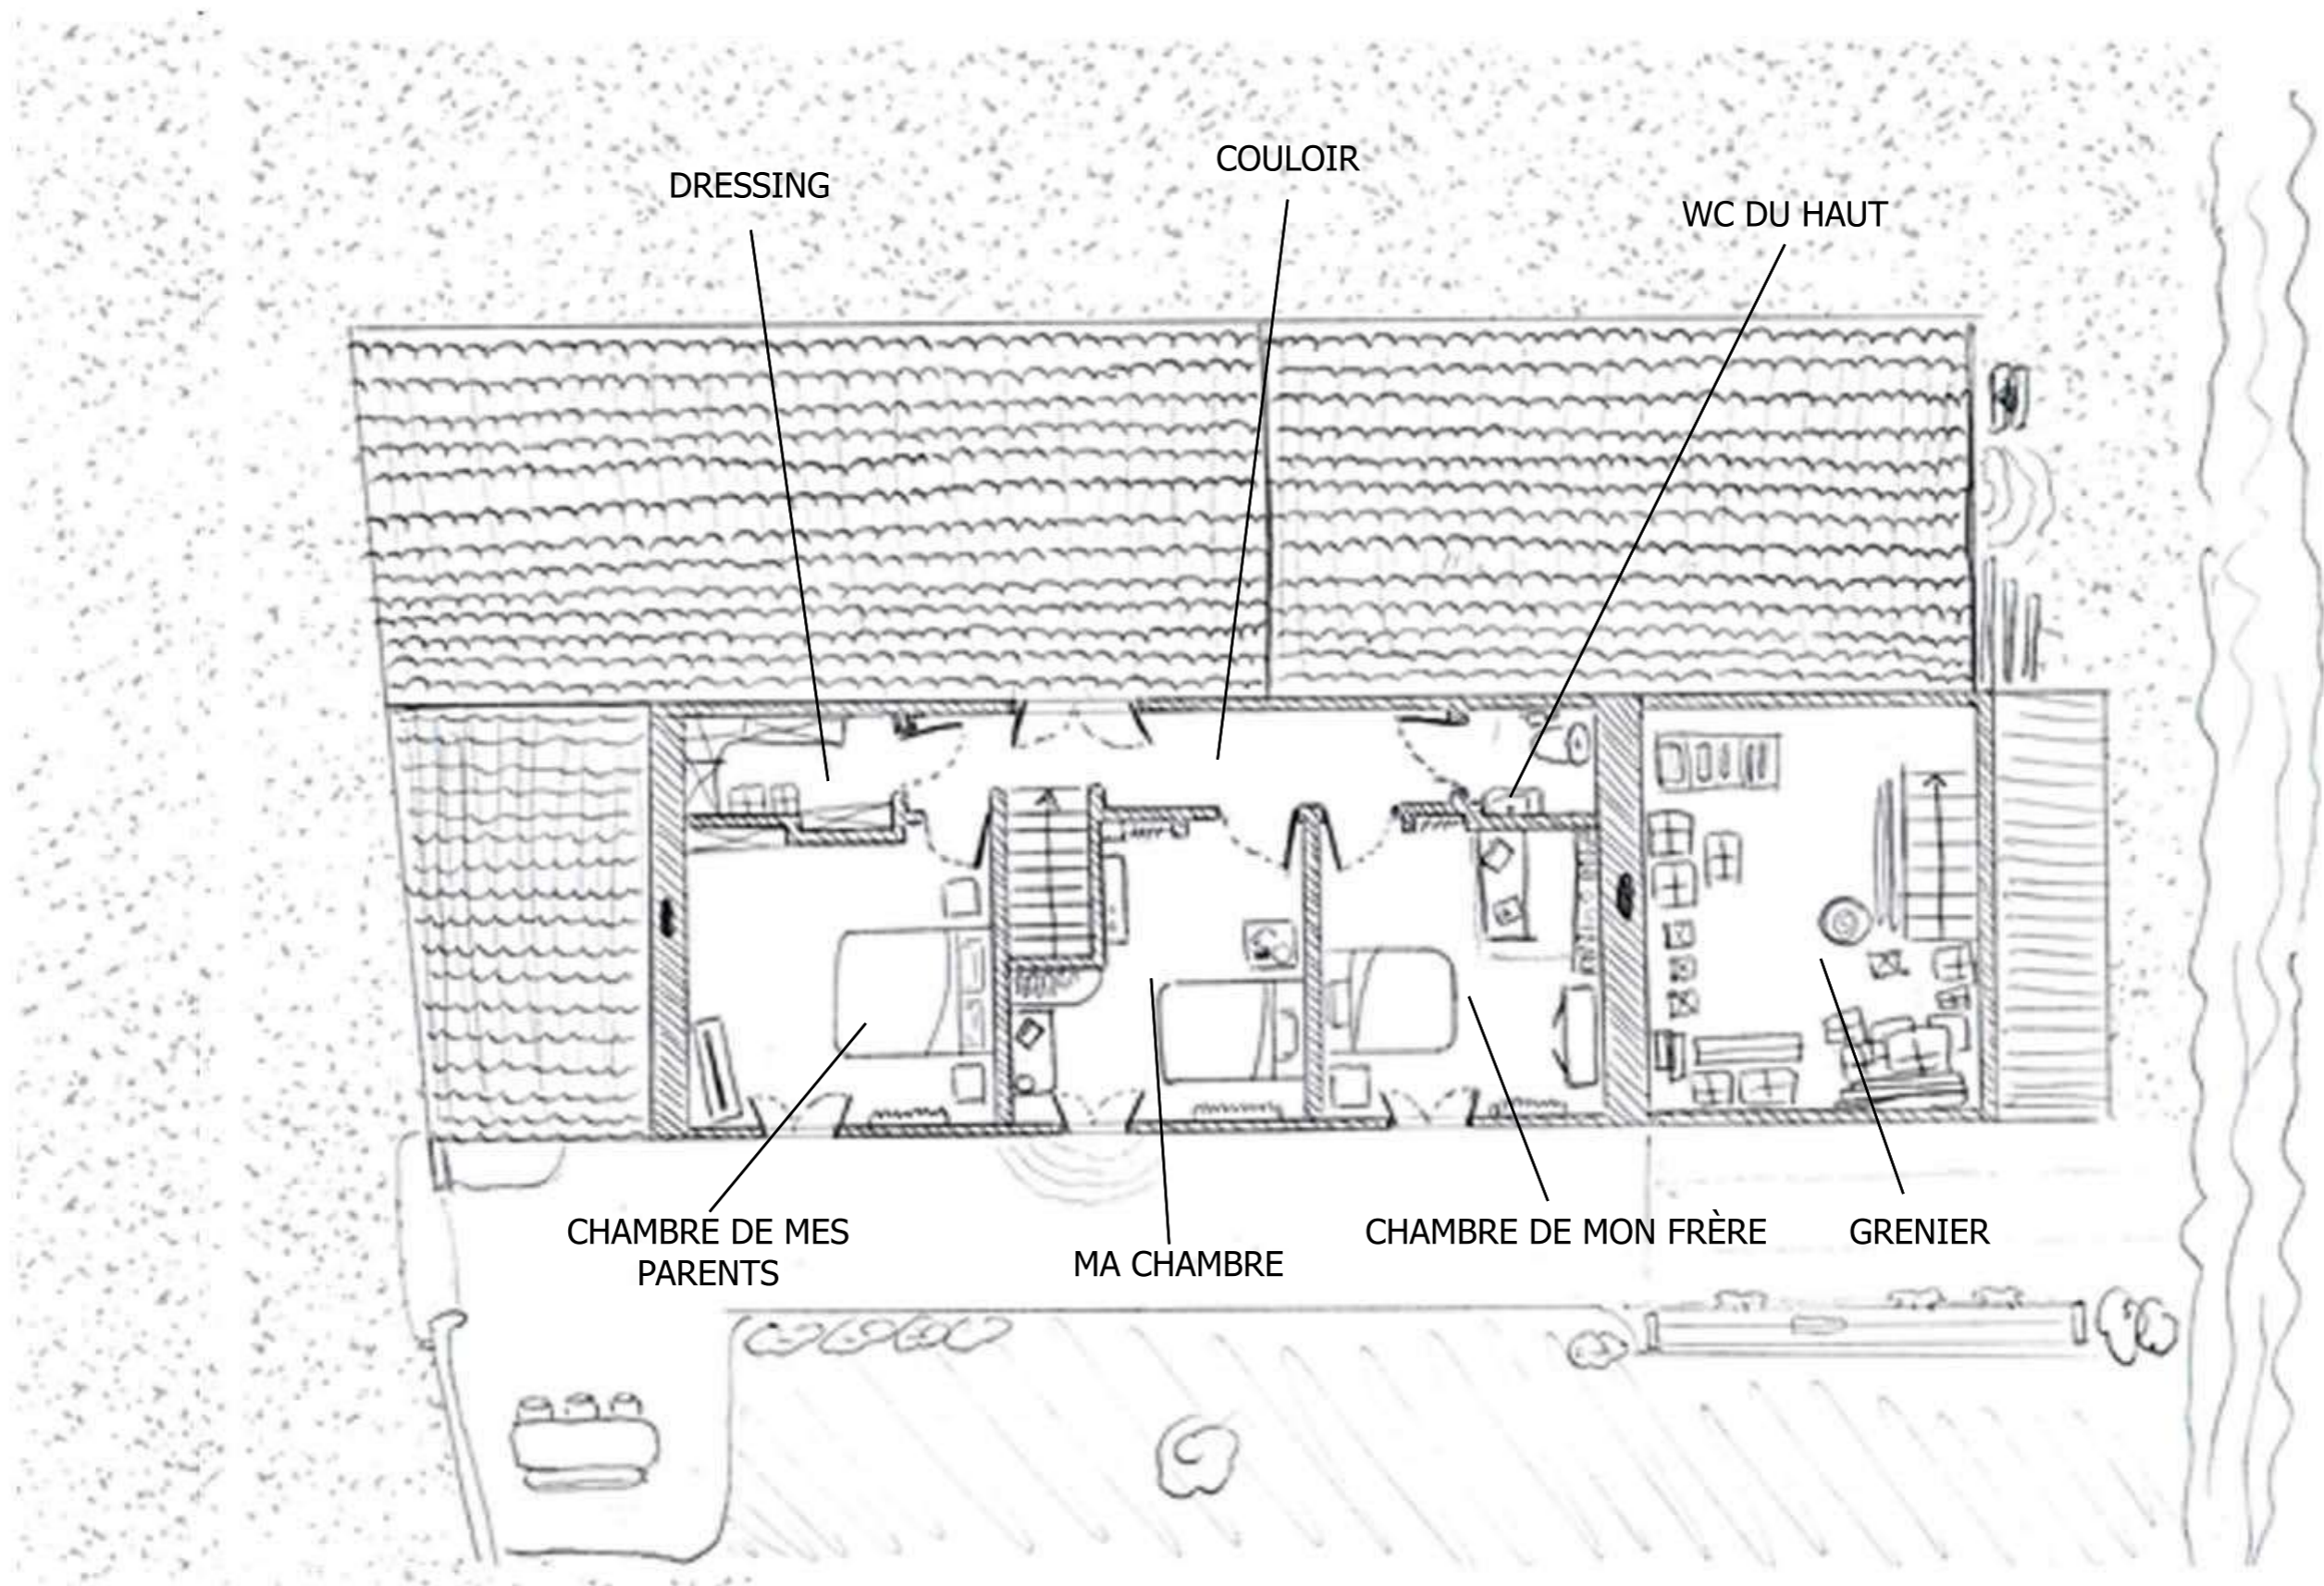 COULOIR
DRESSING
WC DU HAUT
CHAMBRE DE MES
PARENTS
MA CHAMBRE
CHAMBRE DE MON FRÈRE
GRENIER